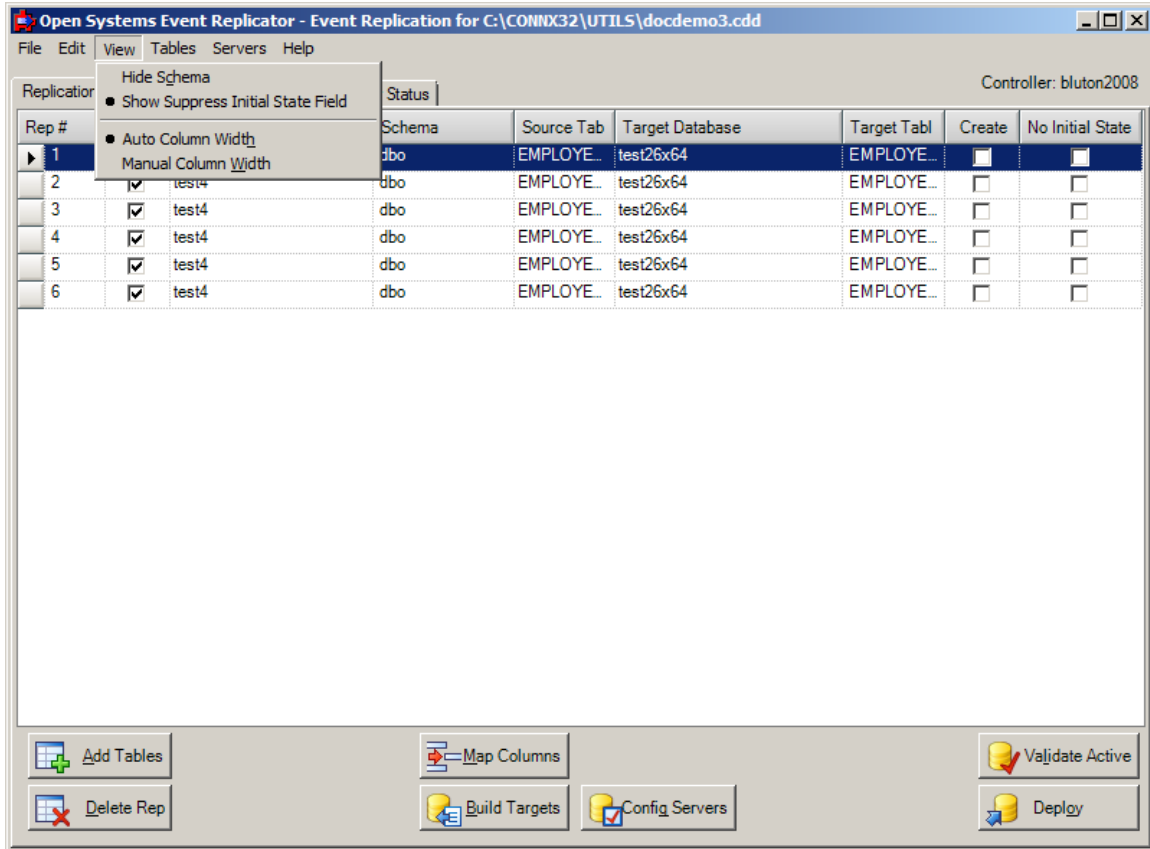 Open Systems Event Replicator - Event Replication for C:\CONNX32\UTILS\docdemo3.cdd
File Edit View Tables Servers Help
Hide Schema
Show Suppress Initial State Field
Auto Column Width
Manual Column Width
Controller: bluton2008
Replication Status
Rep # Schema Source Tab Target Database Target Tabl Create No Initial State
1 dbo EMPLOYE... test26x64 EMPLOYE...
2 test4 dbo EMPLOYE... test26x64 EMPLOYE...
3 test4 dbo EMPLOYE... test26x64 EMPLOYE...
4 test4 dbo EMPLOYE... test26x64 EMPLOYE...
5 test4 dbo EMPLOYE... test26x64 EMPLOYE...
6 test4 dbo EMPLOYE... test26x64 EMPLOYE...
Add Tables Map Columns Validate Active
Delete Rep Build Targets Config Servers Deploy